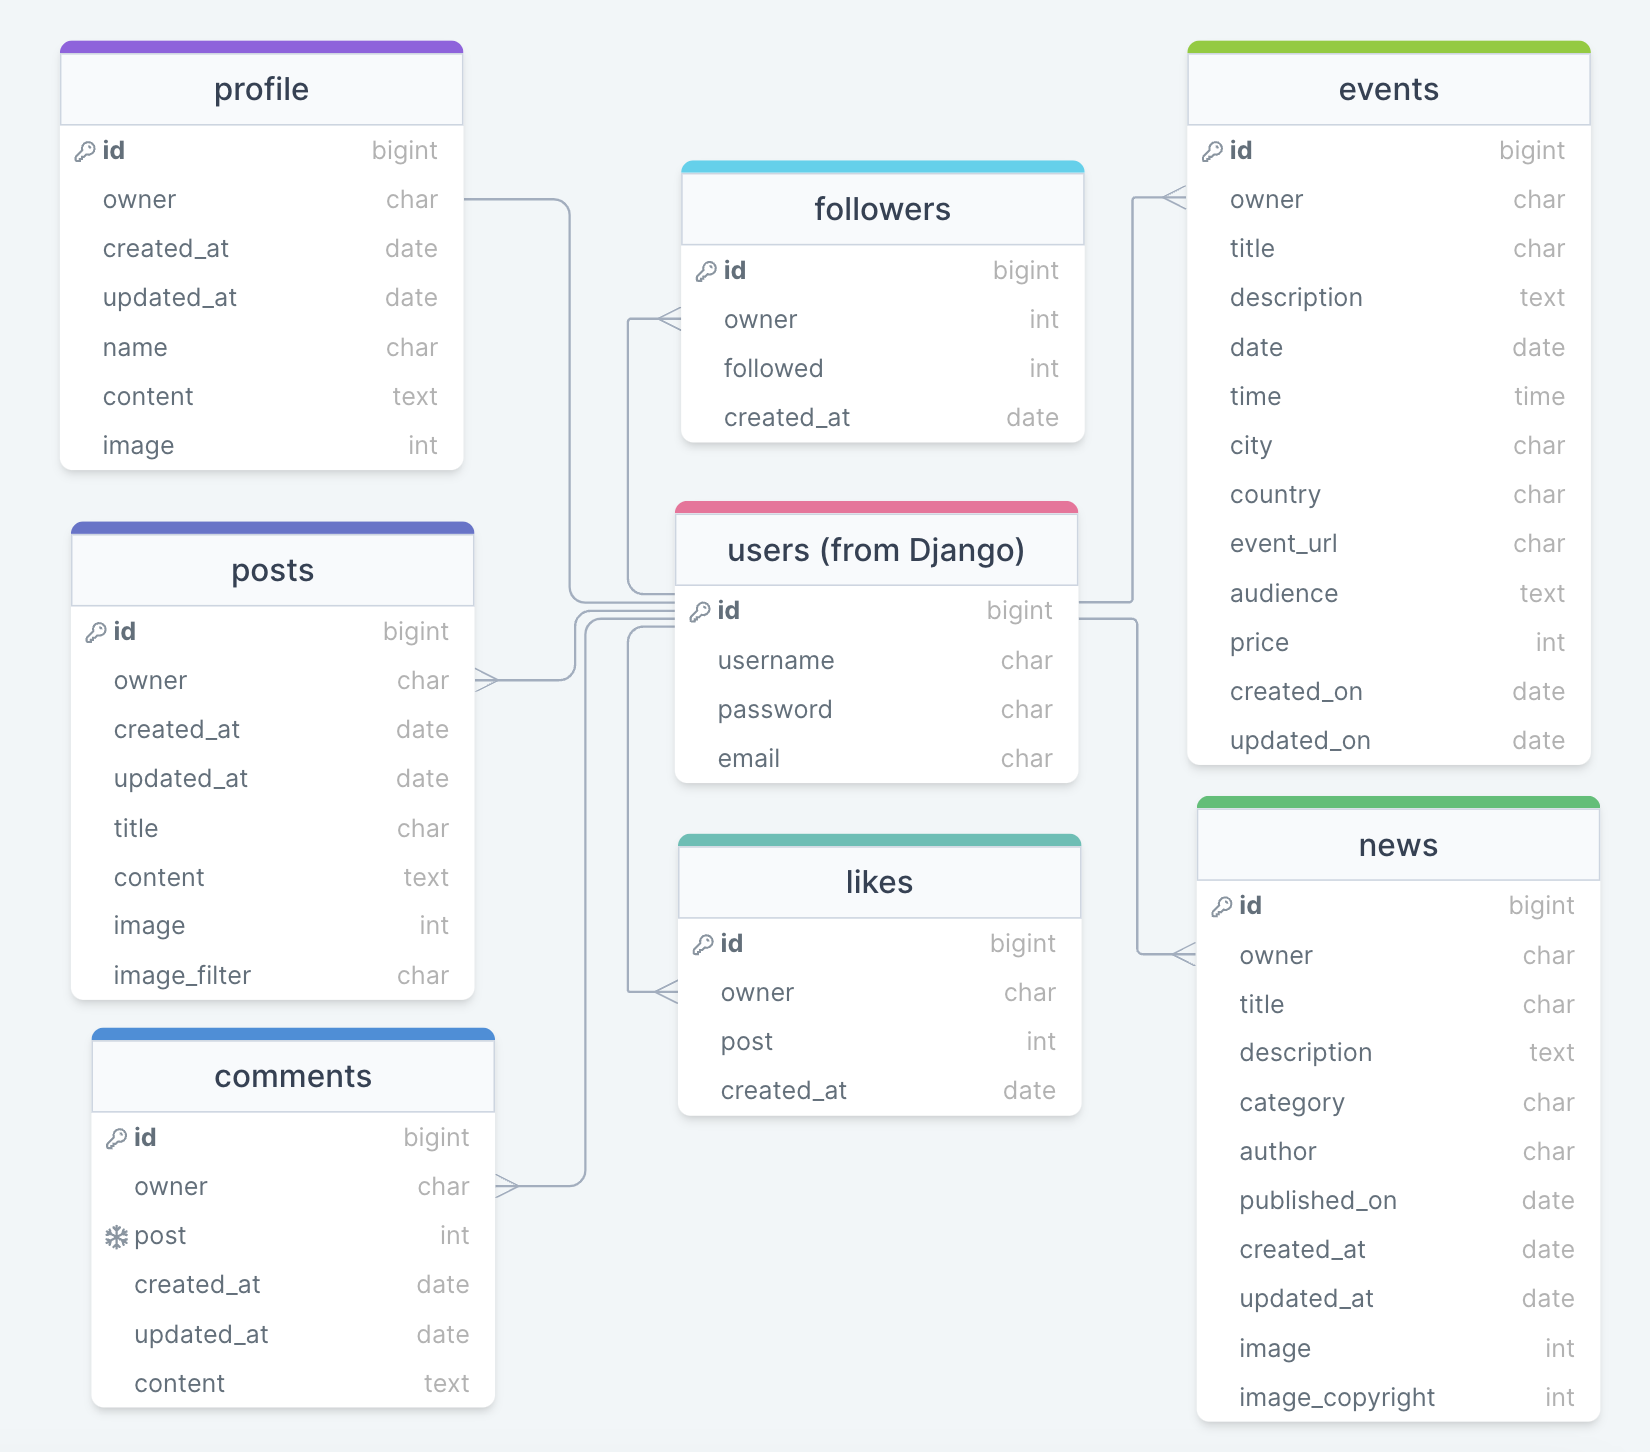 profile
id bigint
owner char
created_at date
updated_at date
name char
content text
image int
posts
id bigint
owner char
created_at date
updated_at date
title char
content text
image int
image_filter char
comments
id bigint
owner char
post int
created_at date
updated_at date
content text
followers
id bigint
owner int
followed int
created_at date
users (from Django)
id bigint
username char
password char
email char
likes
id bigint
owner char
post int
created_at date
events
id bigint
owner char
title char
description text
date date
time time
city char
country char
event_url char
audience text
price int
created_on date
updated_on date
news
id bigint
owner char
title char
description text
category char
author char
published_on date
created_at date
updated_at date
image int
image_copyright int